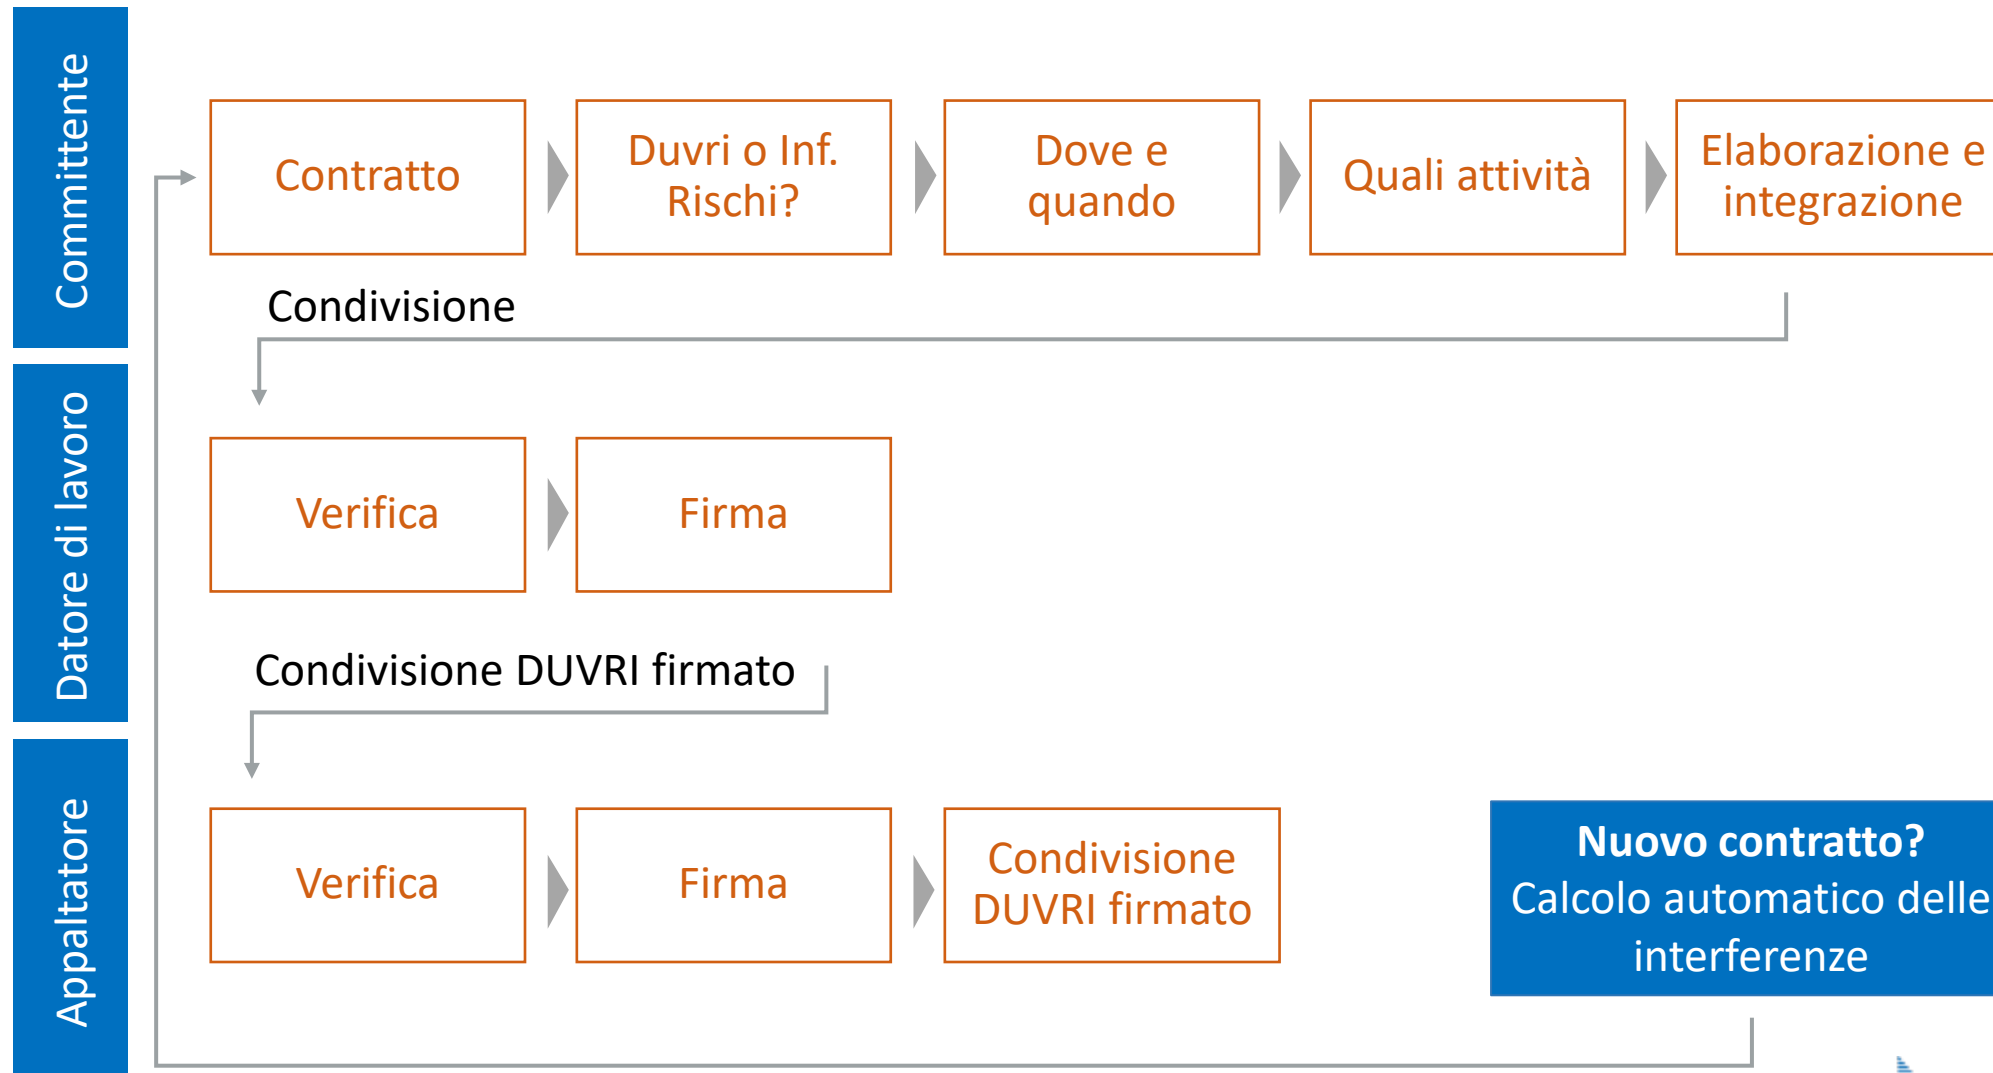 Committente
Contratto
Duvri o Inf.
Rischi?
Dove e
quando
Quali attività
Elaborazione e
integrazione
Condivisione
Datore di lavoro
Verifica
Firma
Condivisione DUVRI firmato
Appaltatore
Verifica
Firma
Condivisione
DUVRI firmato
Nuovo contratto?
Calcolo automatico delle
interferenze